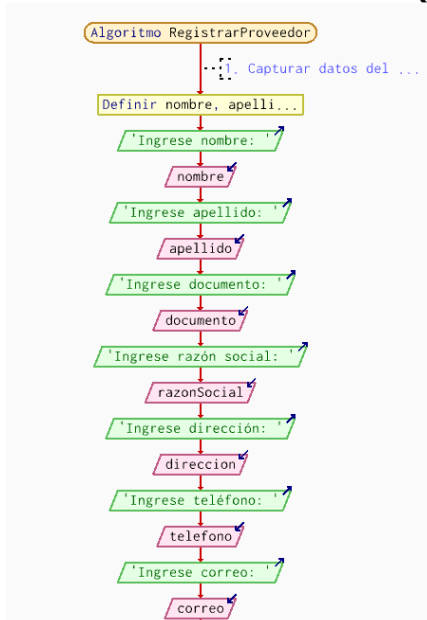 Algoritmo RegistrarProveedor
1. Capturar datos del ...
Definir nombre, apelli...
'Ingrese nombre: '
nombre
'Ingrese apellido: '
apellido
'Ingrese documento: '
documento
'Ingrese razón social: '
razonSocial
'Ingrese dirección: '
direccion
'Ingrese teléfono: '
telefono
'Ingrese correo: '
correo